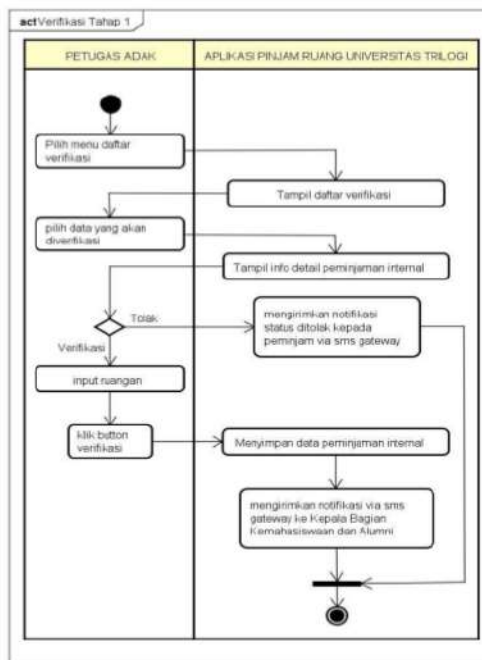 act Verifikasi Tahap 1
PETUGAS ADAK
APLIKASI PINJAM RUANG UNIVERSITAS TRILOGI
Pilih menu daftar
verifikasi
Tampil daftar verifikasi
pilih data yang akan
diverifikasi
Tampil info detail peminjaman internal
Tolak
mengirimkan notifikasi
status ditolak kepada
peminjam via sms gateway
Verifikasi
input ruangan
klik button
verifikasi
Menyimpan data peminjaman internal
mengirimkan notifikasi via sms
gateway ke Kepala Bagian
Kemahasiswaan dan Alumni